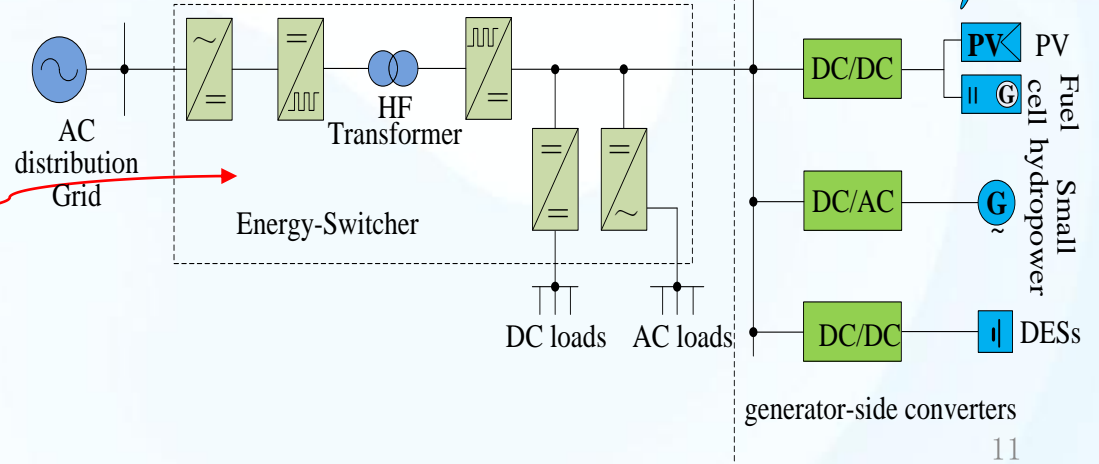 AC
distribution
Grid
HF
Transformer
Energy-Switcher
DC loads
AC loads
DC/DC
PV
PV
G
Fuel
cell
DC/AC
G
~
Small
hydropower
DC/DC
DESs
generator-side converters
11